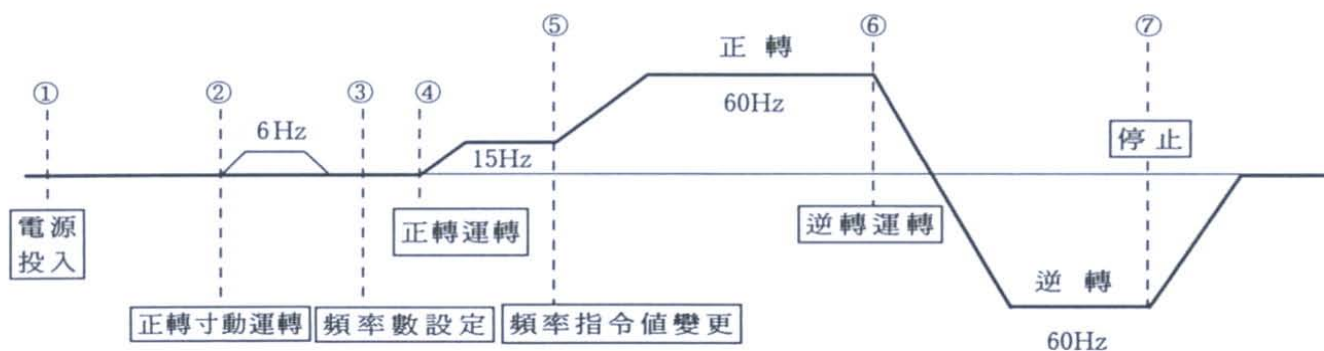 ⑤
⑥
⑦
正轉
①
②
③
④
60Hz
6Hz
停止
15Hz
電源
投入
正轉運轉
逆轉運轉
逆轉
正轉寸動運轉
頻率數設定
頻率指令值變更
60Hz